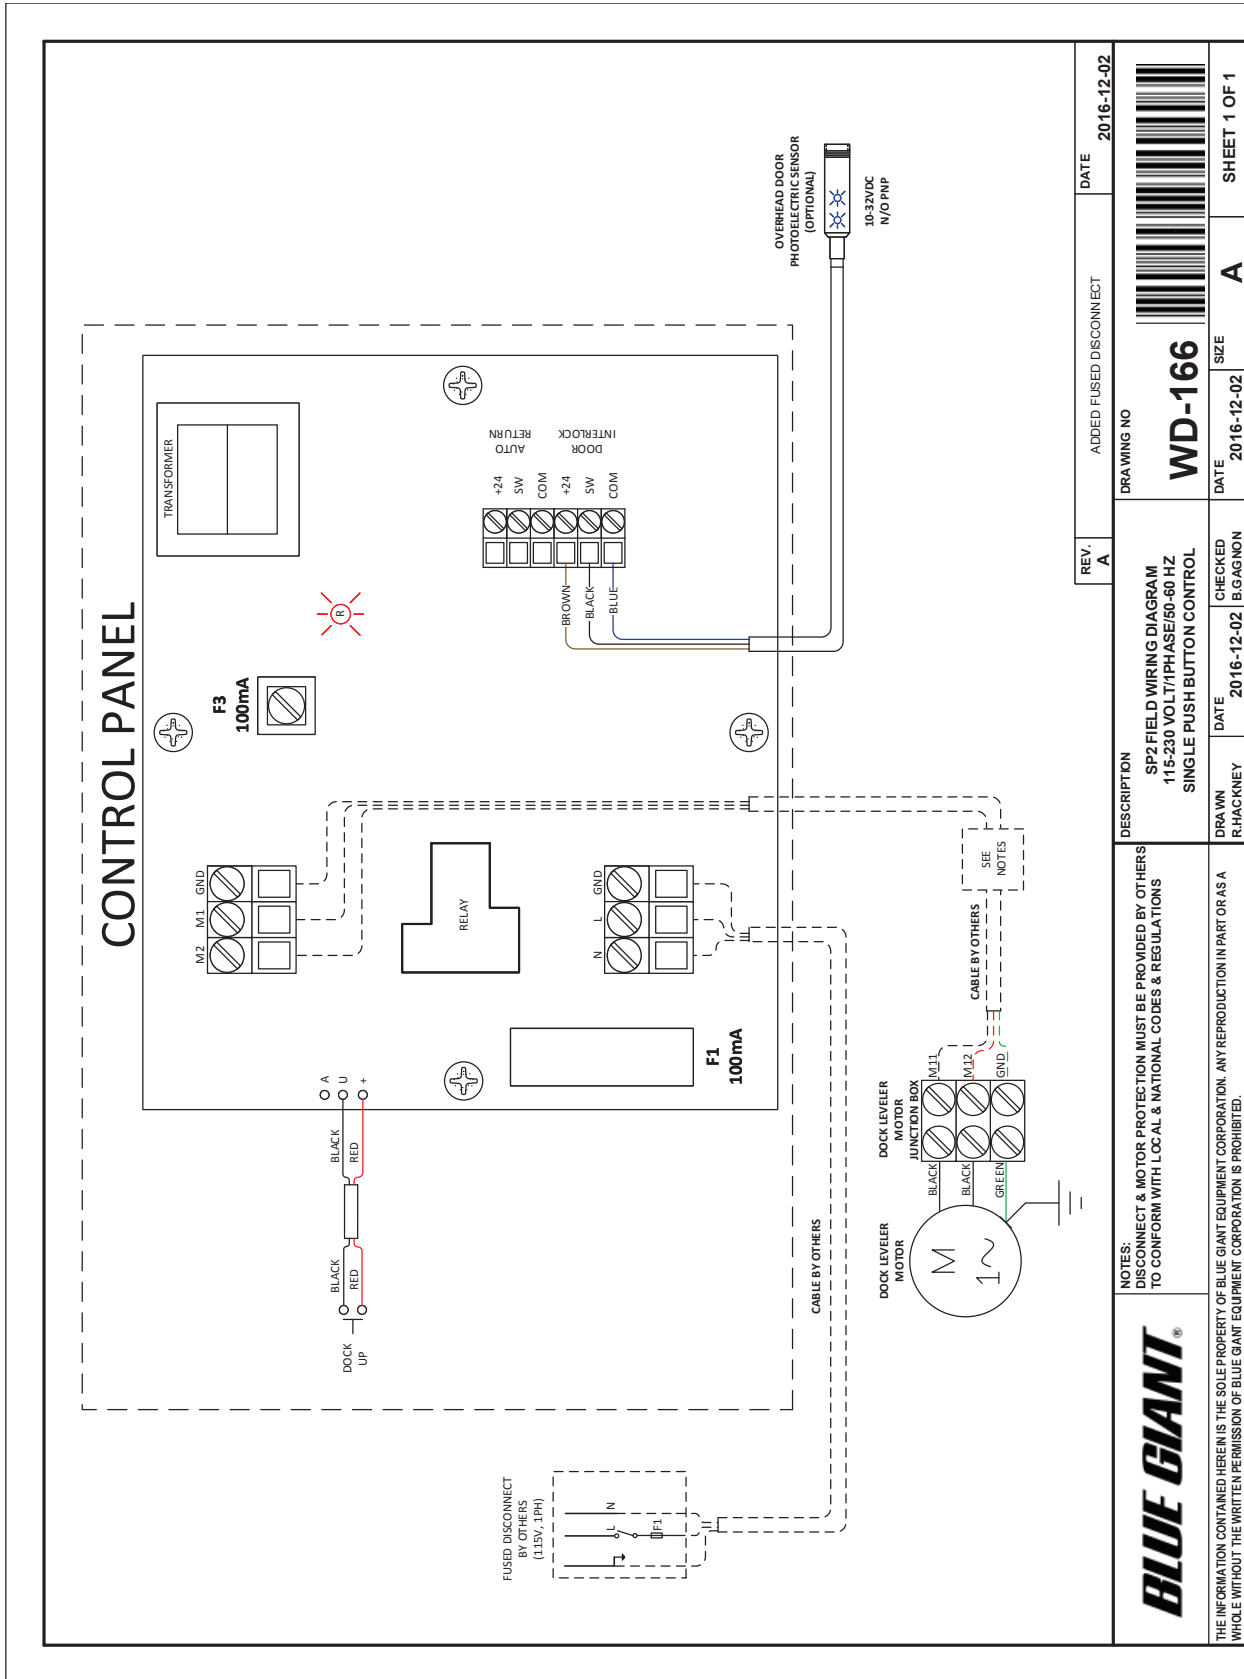 CONTROL PANEL
TRANSFORMER
F3
100mA
R
AUTO
RETURN
DOOR
INTERLOCK
+24
SW
COM
+24
SW
COM
BROWN
BLACK
BLUE
OVERHEAD DOOR
PHOTOELECTRIC SENSOR
(OPTIONAL)
10-32VDC
N/O PNP
M2
M1
GND
RELAY
N
L
GND
F1
100mA
A
U
+
BLACK
RED
BLACK
RED
DOCK
UP
FUSED DISCONNECT
BY OTHERS
(115V, 1PH)
L
N
F1
CABLE BY OTHERS
CABLE BY OTHERS
SEE
NOTES
DOCK LEVELER
MOTOR
JUNCTION BOX
M11
M12
GND
BLACK
BLACK
GREEN
DOCK LEVELER
MOTOR
M
1~
REV.
A
ADDED FUSED DISCONNECT
DATE
2016-12-02
BLUE GIANT®
NOTES:
DISCONNECT & MOTOR PROTECTION MUST BE PROVIDED BY OTHERS
TO CONFORM WITH LOCAL & NATIONAL CODES & REGULATIONS
DESCRIPTION
SP2 FIELD WIRING DIAGRAM
115-230 VOLT/1PHASE/50-60 HZ
SINGLE PUSH BUTTON CONTROL
DRAWING NO
WD-166
THE INFORMATION CONTAINED HEREIN IS THE SOLE PROPERTY OF BLUE GIANT EQUIPMENT CORPORATION. ANY REPRODUCTION IN PART OR AS A
WHOLE WITHOUT THE WRITTEN PERMISSION OF BLUE GIANT EQUIPMENT CORPORATION IS PROHIBITED.
DRAWN
R.HACKNEY
DATE
2016-12-02
CHECKED
B.GAGNON
DATE
2016-12-02
SIZE
A
SHEET 1 OF 1